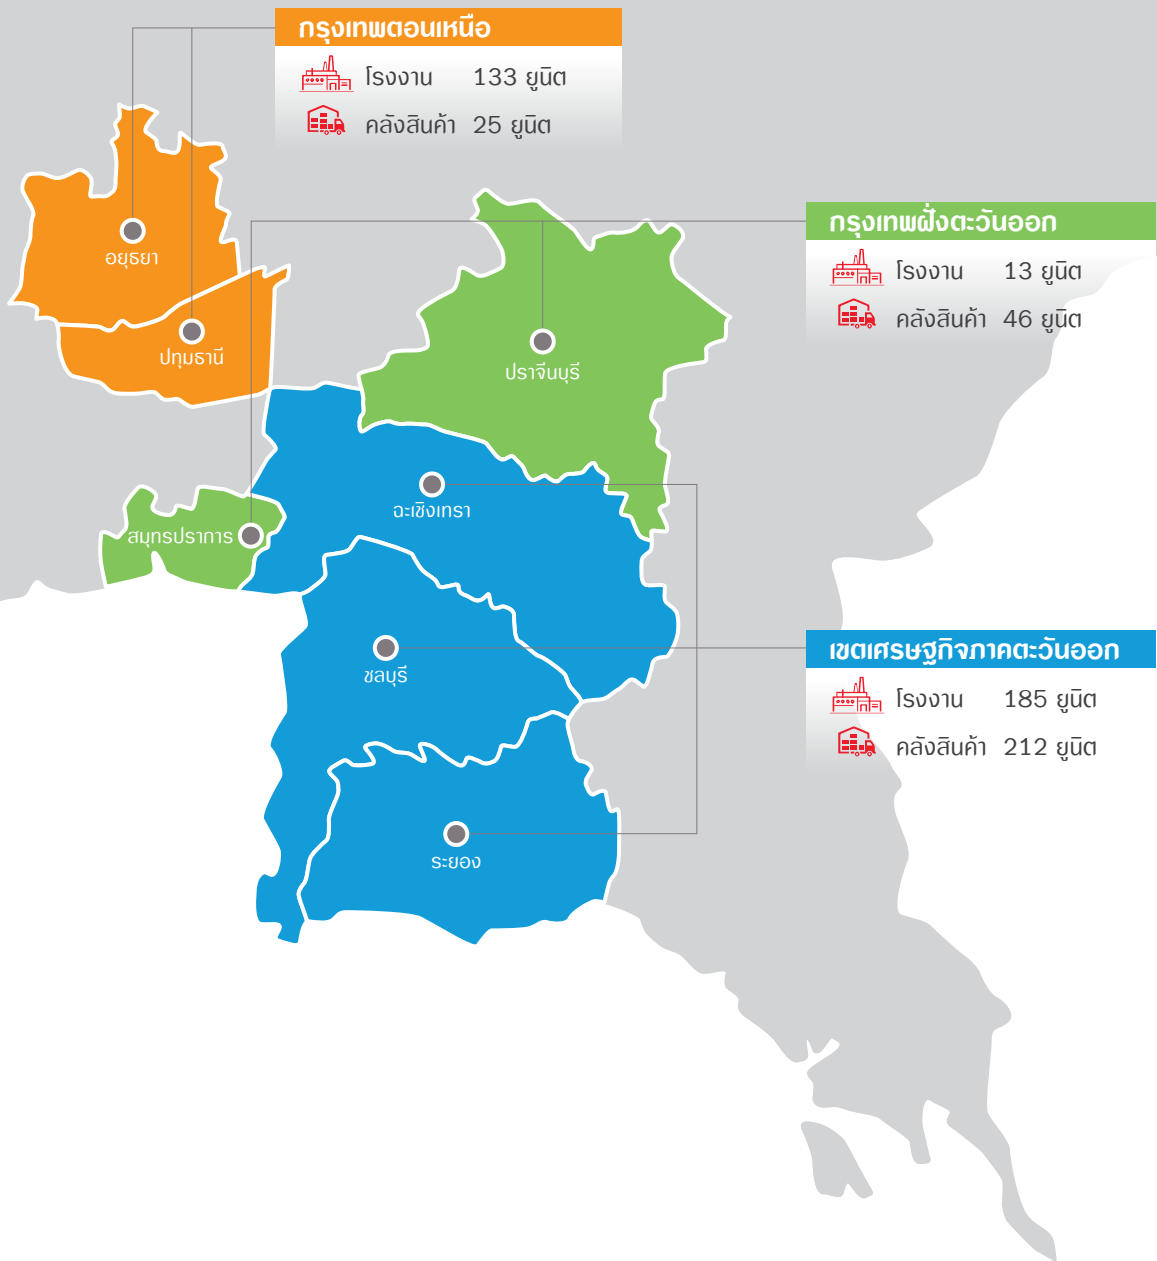 กรุงเทพตอนเหนือ
โรงงาน 133 ยูนิต
คลังสินค้า 25 ยูนิต
กรุงเทพฝั่งตะวันออก
โรงงาน 13 ยูนิต
คลังสินค้า 46 ยูนิต
อยุธยา
ปทุมธานี
ปราจีนบุรี
ฉะเชิงเทรา
สมุทรปราการ
เขตเศรษฐกิจภาคตะวันออก
โรงงาน 185 ยูนิต
คลังสินค้า 212 ยูนิต
ชลบุรี
ระยอง